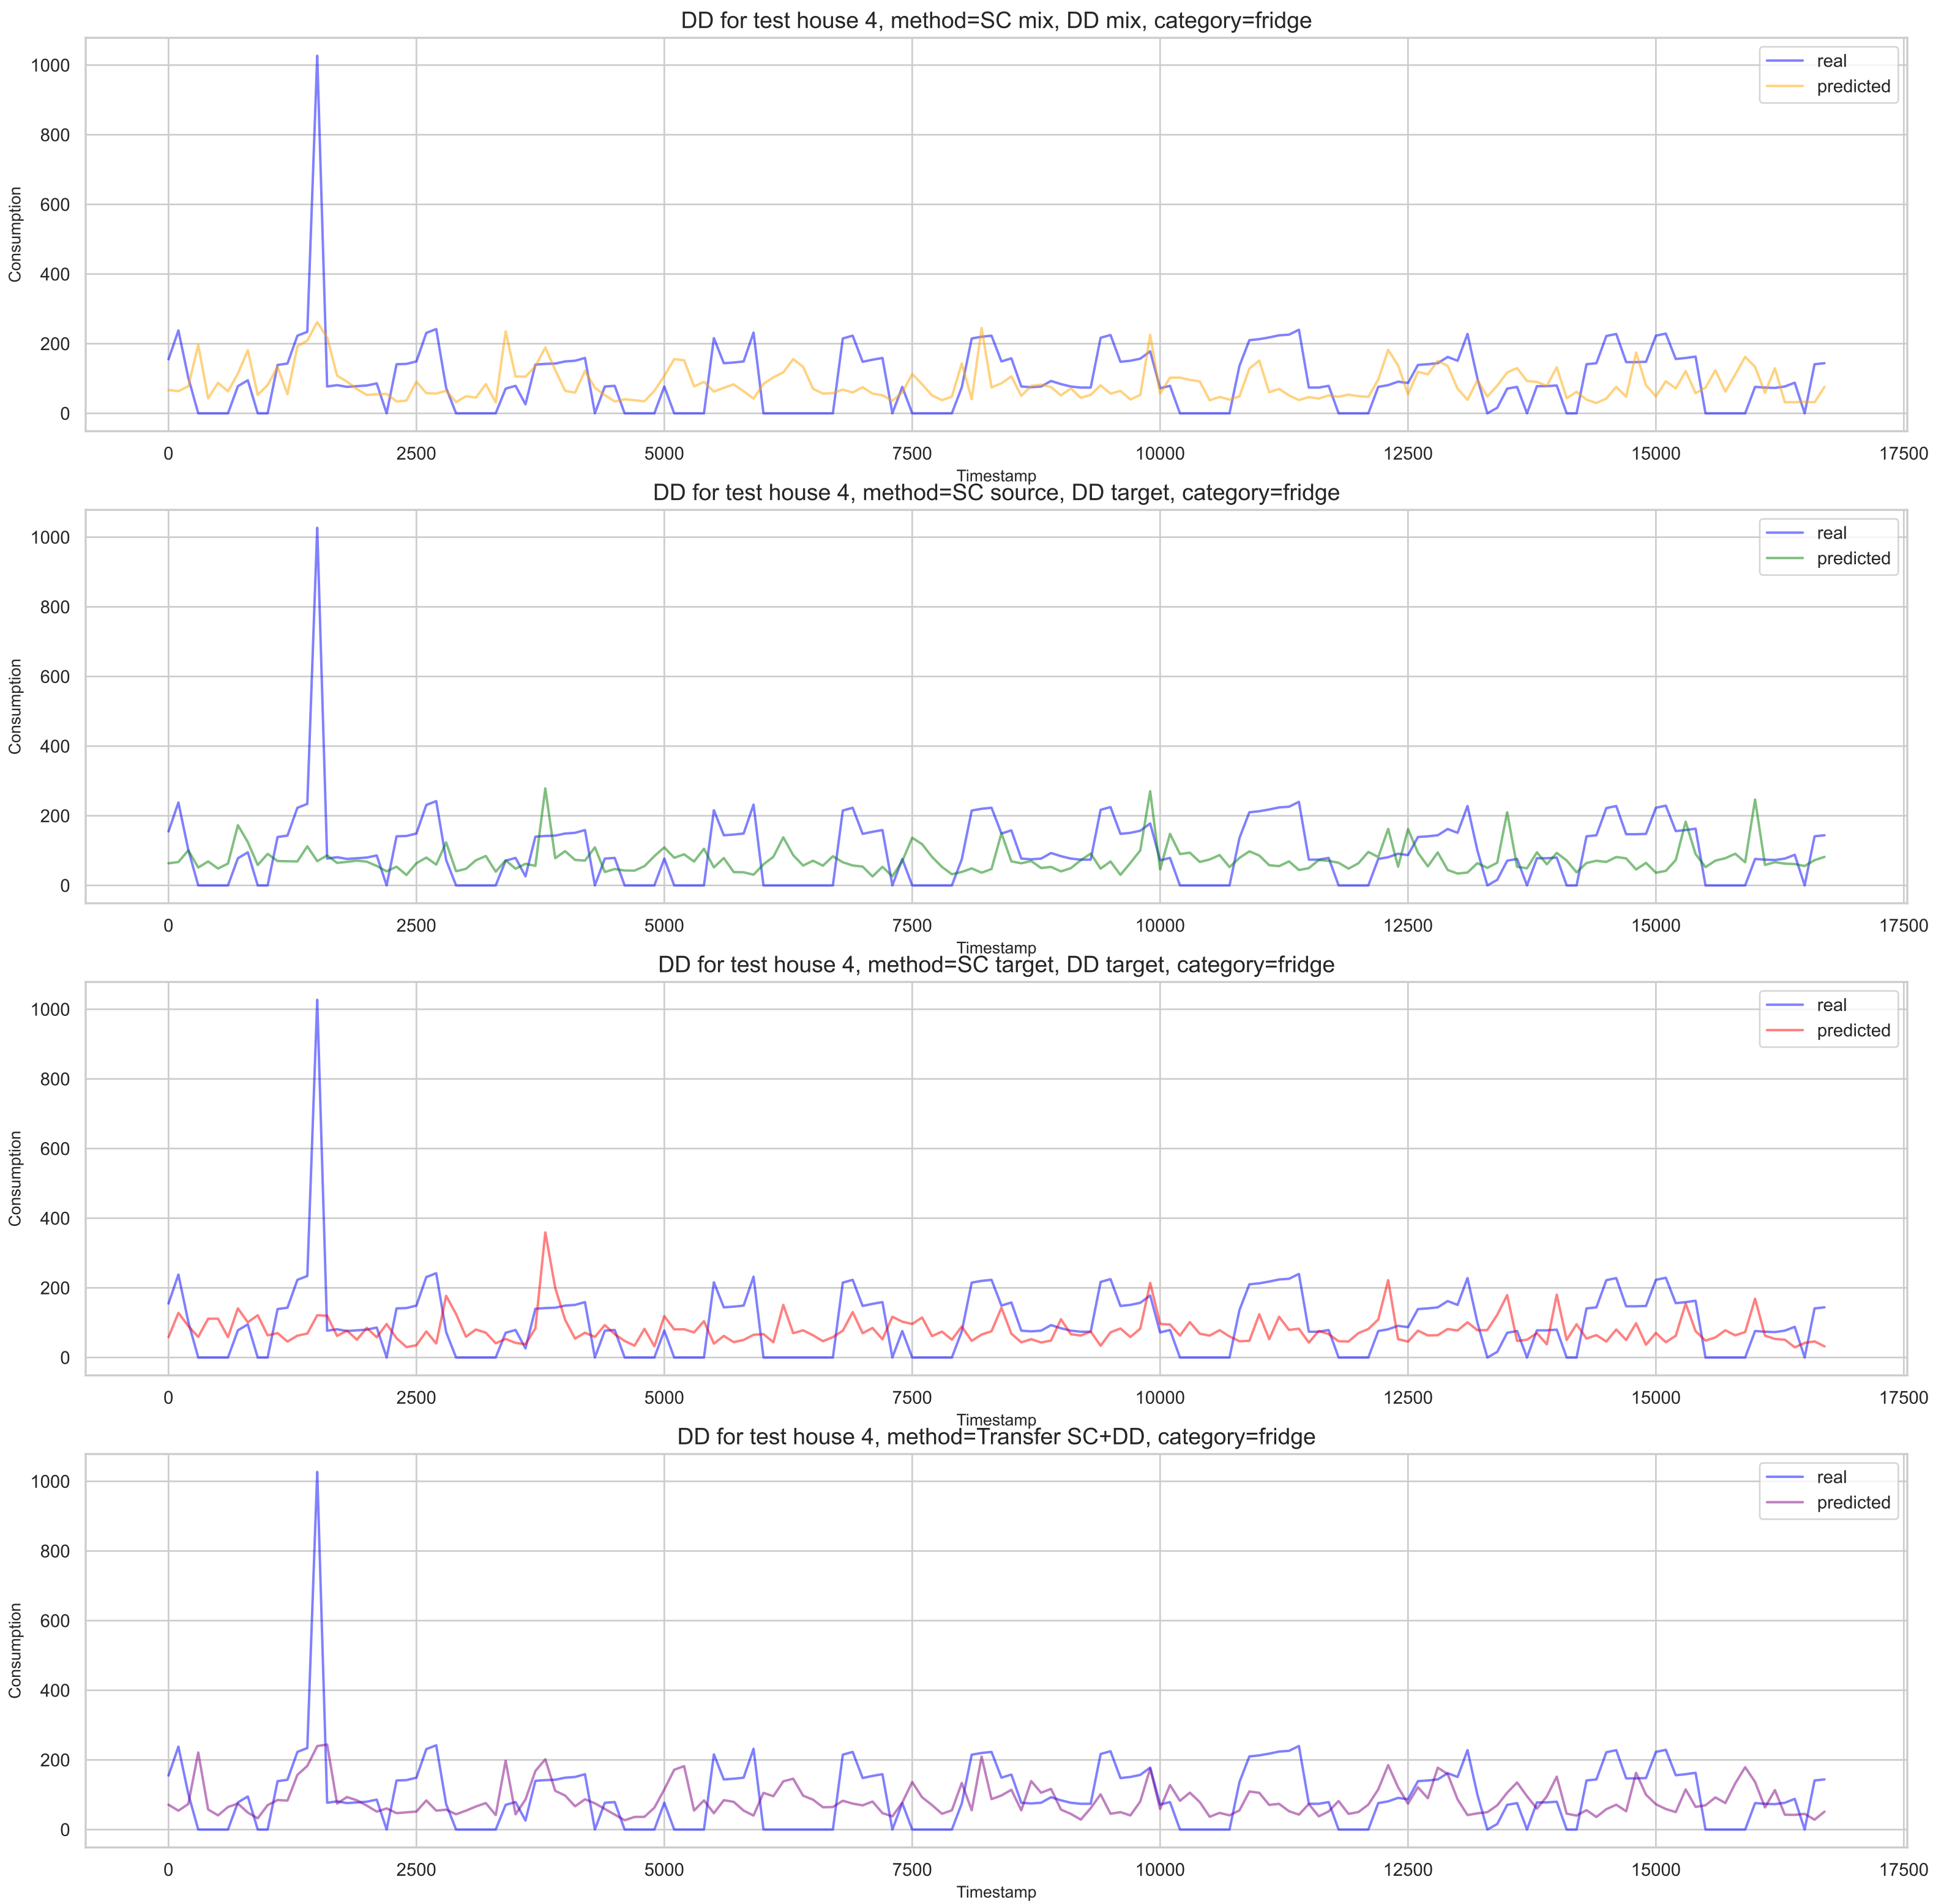 DD for test house 4, method=SC mix, DD mix, category=fridge
real
predicted
1000
800
600
400
200
0
Consumption
0 2500 5000 7500 10000 12500 15000 17500
Timestamp
DD for test house 4, method=SC source, DD target, category=fridge
real
predicted
1000
800
600
400
200
0
Consumption
0 2500 5000 7500 10000 12500 15000 17500
Timestamp
DD for test house 4, method=SC target, DD target, category=fridge
real
predicted
1000
800
600
400
200
0
Consumption
0 2500 5000 7500 10000 12500 15000 17500
Timestamp
DD for test house 4, method=Transfer SC+DD, category=fridge
real
predicted
1000
800
600
400
200
0
Consumption
0 2500 5000 7500 10000 12500 15000 17500
Timestamp